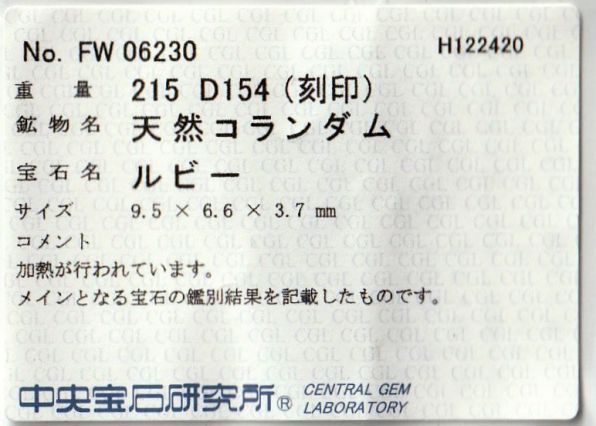 No. FW 06230 H122420
重量 215 D154 (刻印)
鉱物名 天然コランダム
宝石名 ルビー
サイズ 9.5 × 6.6 × 3.7 mm
コメント
加熱が行われています。
メインとなる宝石の鑑別結果を記載したものです。
中央宝石研究所® CENTRAL GEM
LABORATORY